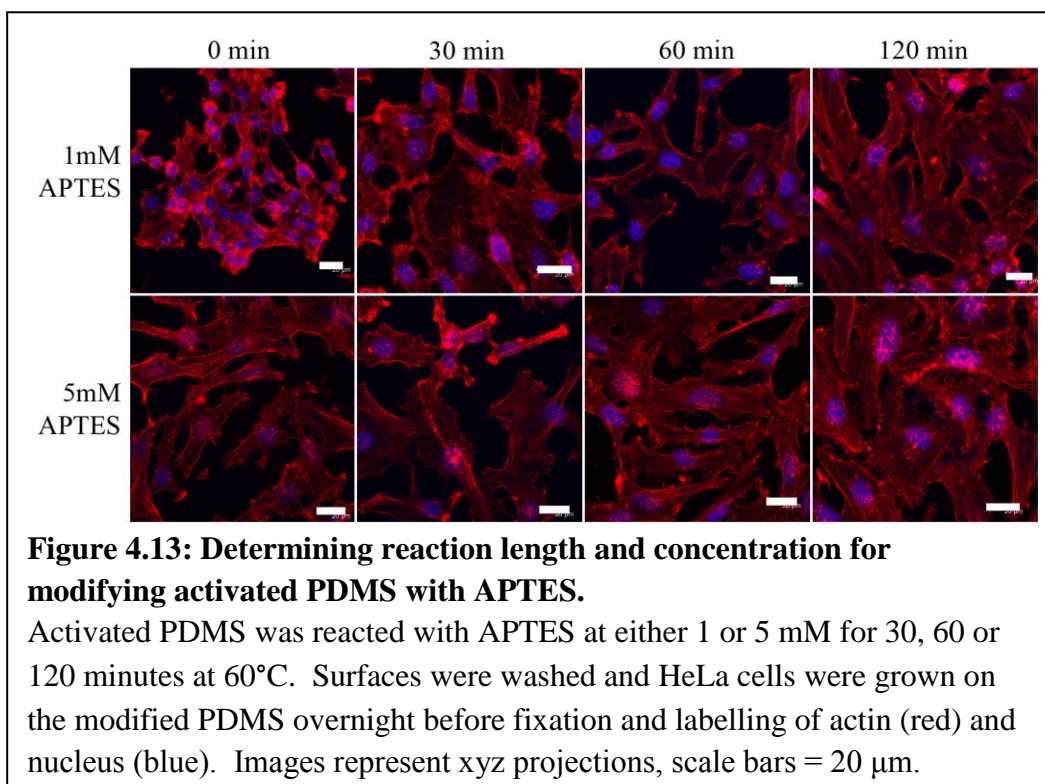 0 min 30 min 60 min 120 min
1mM
APTES
5mM
APTES
Figure 4.13: Determining reaction length and concentration for
modifying activated PDMS with APTES.
Activated PDMS was reacted with APTES at either 1 or 5 mM for 30, 60 or
120 minutes at 60°C.  Surfaces were washed and HeLa cells were grown on
the modified PDMS overnight before fixation and labelling of actin (red) and
nucleus (blue).  Images represent xyz projections, scale bars = 20 μm.